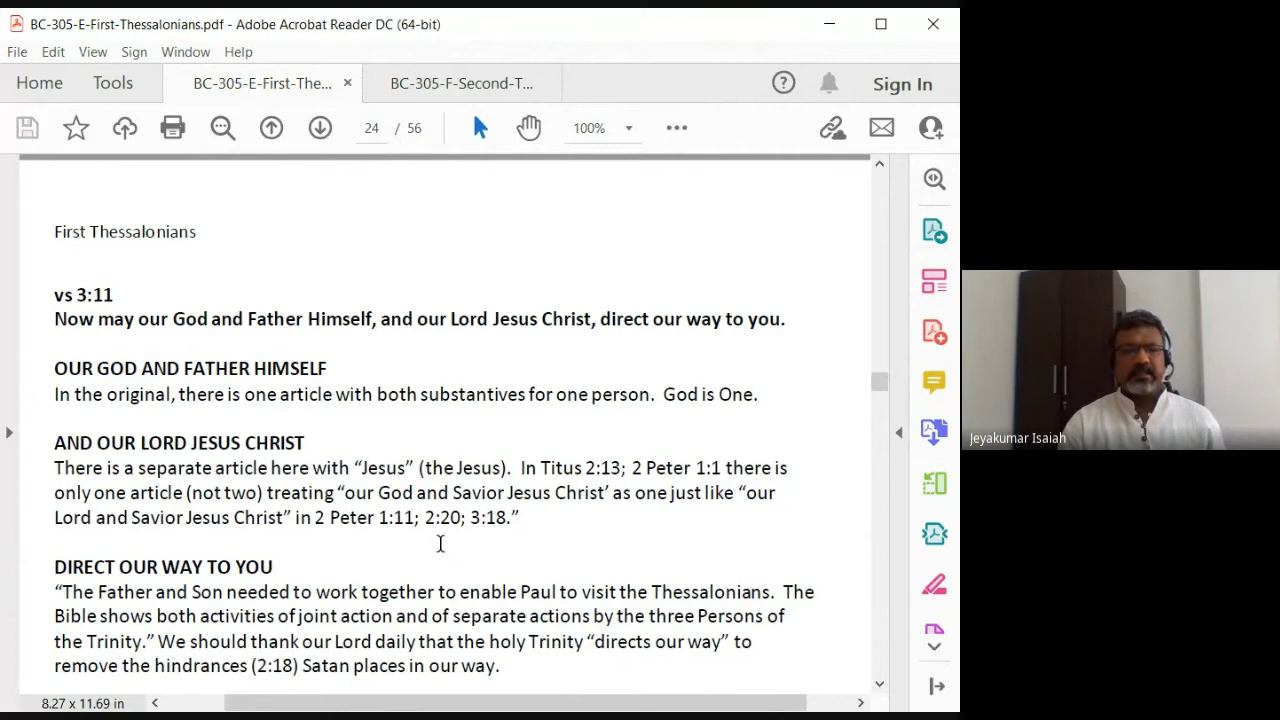 BC-305-E-First-Thessalonians.pdf - Adobe Acrobat Reader DC (64-bit)
File Edit View Sign Window Help
Home Tools BC-305-E-First-The... × BC-305-F-Second-T... Sign In
24 / 56 100%
First Thessalonians
vs 3:11
Now may our God and Father Himself, and our Lord Jesus Christ, direct our way to you.
OUR GOD AND FATHER HIMSELF
In the original, there is one article with both substantives for one person. God is One.
AND OUR LORD JESUS CHRIST
There is a separate article here with “Jesus” (the Jesus). In Titus 2:13; 2 Peter 1:1 there is
only one article (not two) treating “our God and Savior Jesus Christ’ as one just like “our
Lord and Savior Jesus Christ” in 2 Peter 1:11; 2:20; 3:18.”
DIRECT OUR WAY TO YOU
“The Father and Son needed to work together to enable Paul to visit the Thessalonians. The
Bible shows both activities of joint action and of separate actions by the three Persons of
the Trinity.” We should thank our Lord daily that the holy Trinity “directs our way” to
remove the hindrances (2:18) Satan places in our way.
8.27 x 11.69 in
Jeyakumar Isaiah